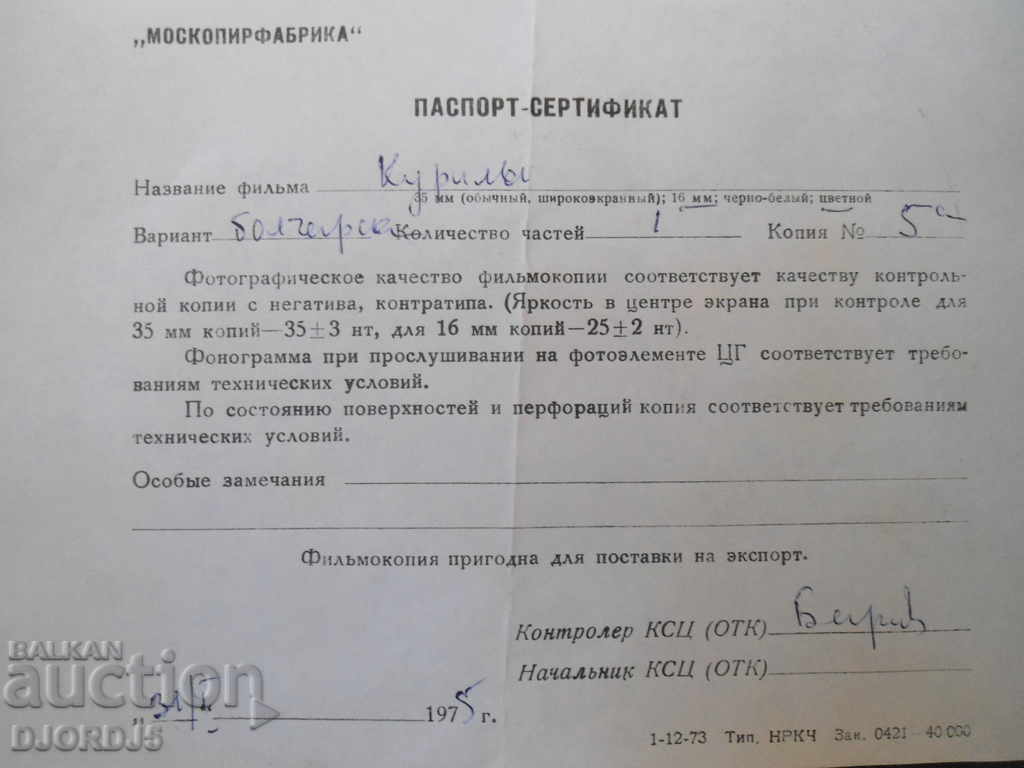 „МОСКОПИРФАБРИКА“
ПАСПОРТ-СЕРТИФИКАТ
Название фильма Курилы
35 мм (обычный, широкоэкранный); 16 мм; черно-белый; цветной
Вариант болгарск Количество частей 1 Копия № 5
Фотографическое качество фильмокопии соответствует качеству контроль-
ной копии с негатива, контратипа. (Яркость в центре экрана при контроле для
35 мм копий—35±3 нт, для 16 мм копий—25±2 нт).
Фонограмма при прослушивании на фотоэлементе ЦГ соответствует требо-
ваниям технических условий.
По состоянию поверхностей и перфораций копия соответствует требованиям
технических условий.
Особые замечания
Фильмокопия пригодна для поставки на экспорт.
Контролер КСЦ (ОТК)
Начальник КСЦ (ОТК)
„ 1975 г.
1-12-73 Тип. НРКЧ Зак. 0421 - 40 000
BALKAN
auction
DJORDJ5